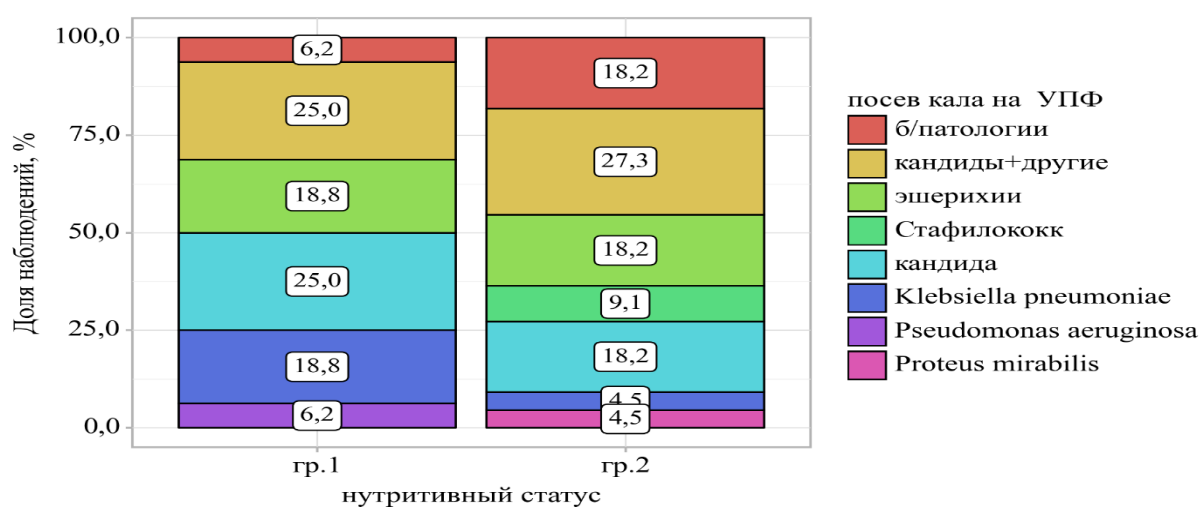 Доля наблюдений, %
100,0
75,0
50,0
25,0
0,0
6,2
25,0
18,8
25,0
18,8
6,2
18,2
27,3
18,2
9,1
18,2
4,5
4,5
гр.1
гр.2
нутритивный статус
посев кала на УПФ
б/патологии
кандиды+другие
эшерихии
Стафилококк
кандида
Klebsiella pneumoniae
Pseudomonas aeruginosa
Proteus mirabilis